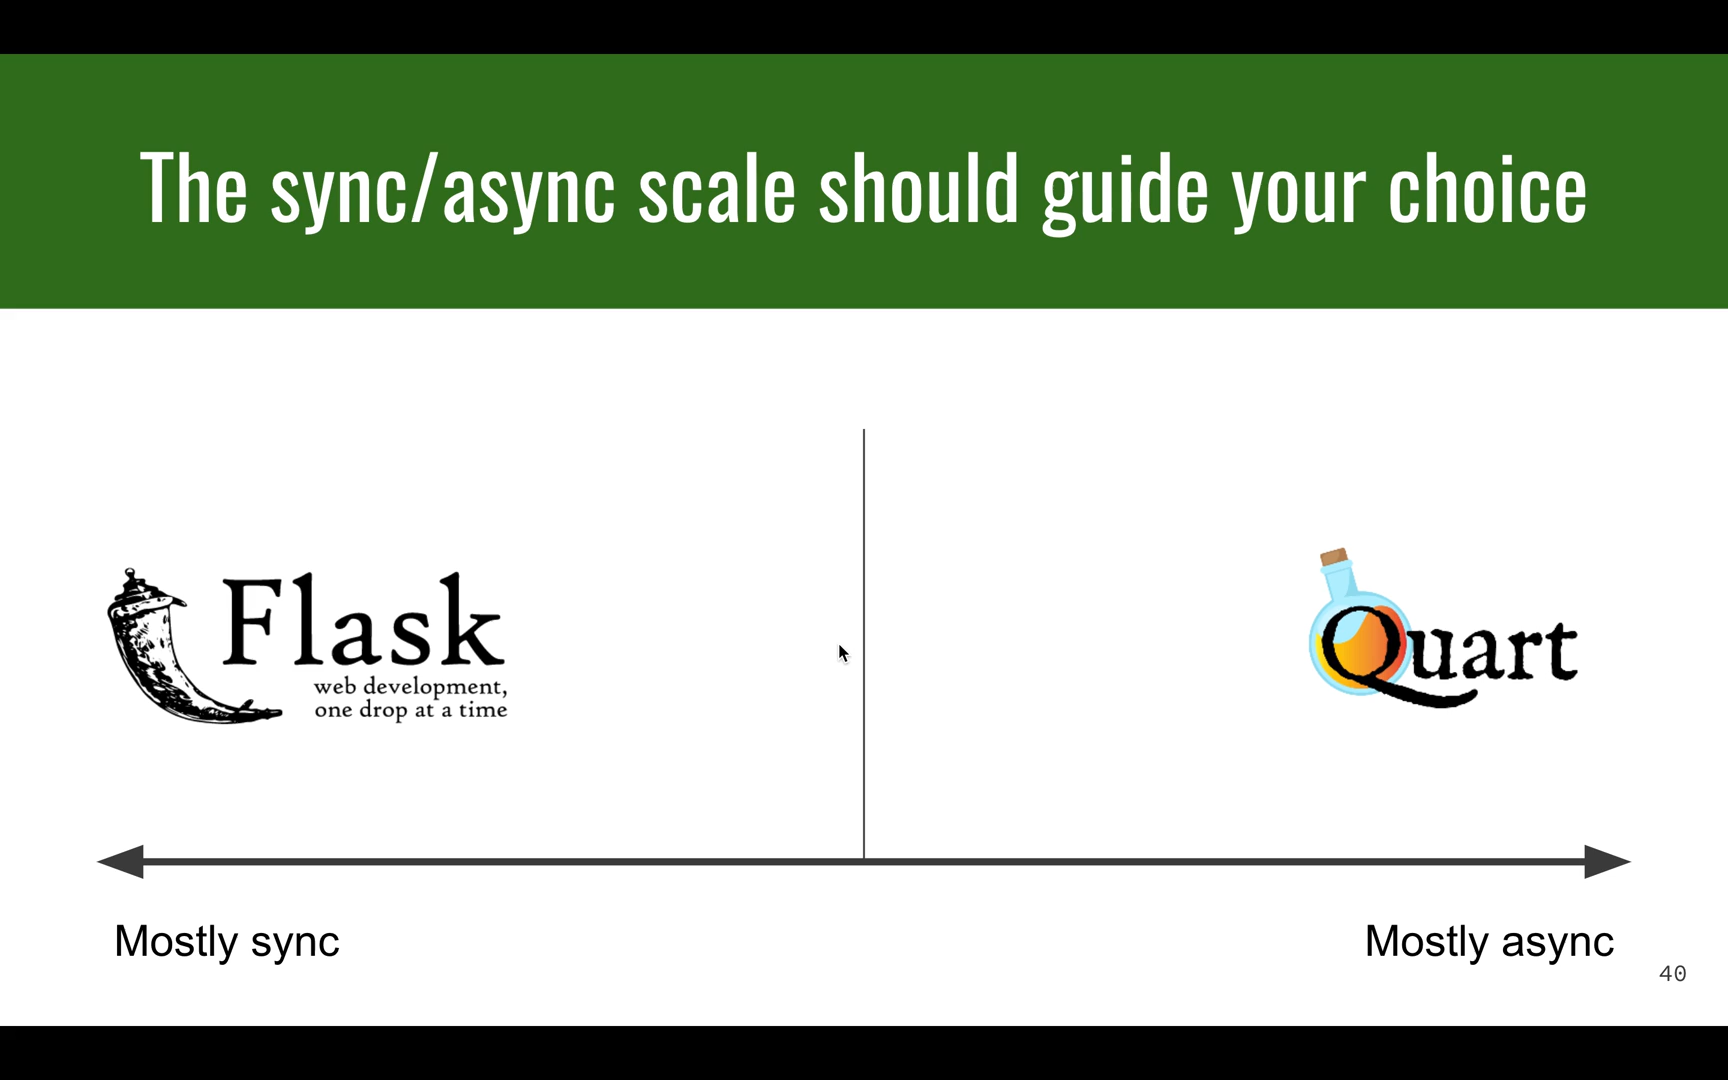 The sync/async scale should guide your choice
Flask
web development,
one drop at a time
Quart
Mostly sync
Mostly async
40